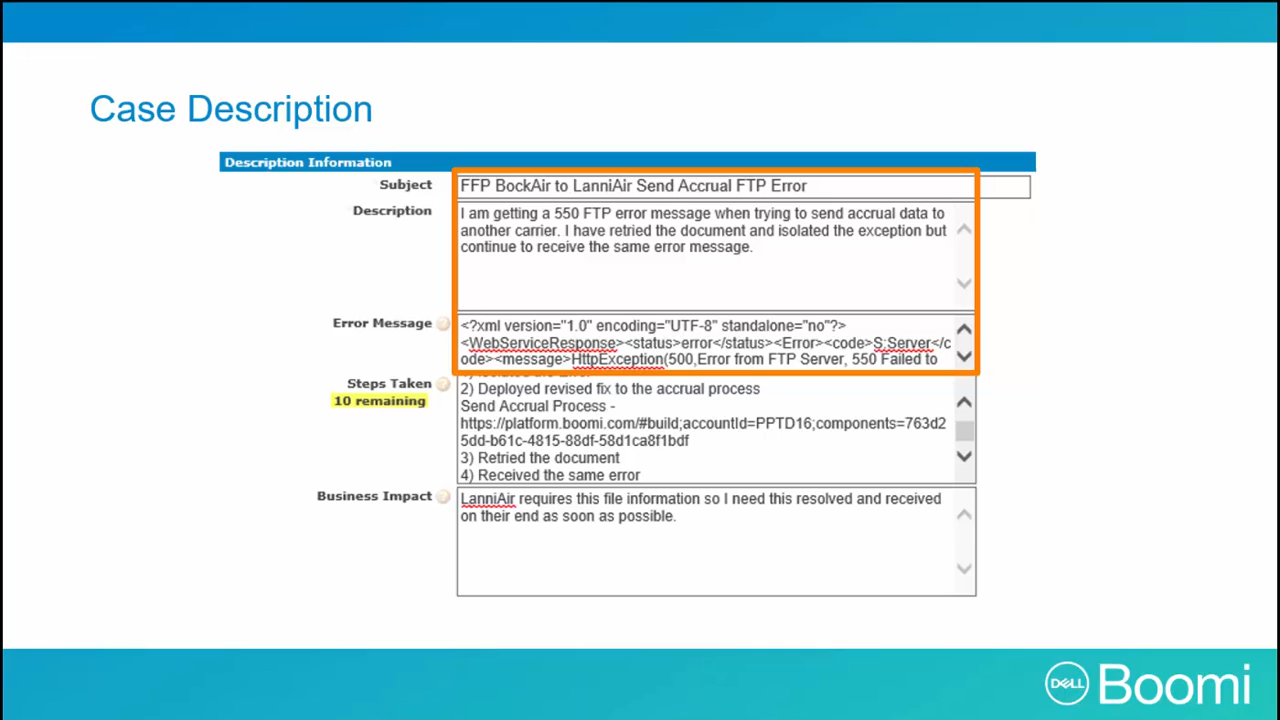 Case Description
Description Information
Subject
FFP BockAir to LanniAir Send Accrual FTP Error
Description
I am getting a 550 FTP error message when trying to send accrual data to
another carrier. I have retried the document and isolated the exception but
continue to receive the same error message.
Error Message
<?xml version="1.0" encoding="UTF-8" standalone="no"?>
<WebServiceResponse><status>error</status><Error><code>S:Server</c
ode><message>HttpException(500,Error from FTP Server, 550 Failed to
Steps Taken
10 remaining
1) Isolated the Error
2) Deployed revised fix to the accrual process
Send Accrual Process -
https://platform.boomi.com/#build;accountId=PPTD16;components=763d2
5dd-b61c-4815-88df-58d1ca8f1bdf
3) Retried the document
4) Received the same error
Business Impact
LanniAir requires this file information so I need this resolved and received
on their end as soon as possible.
DELL Boomi